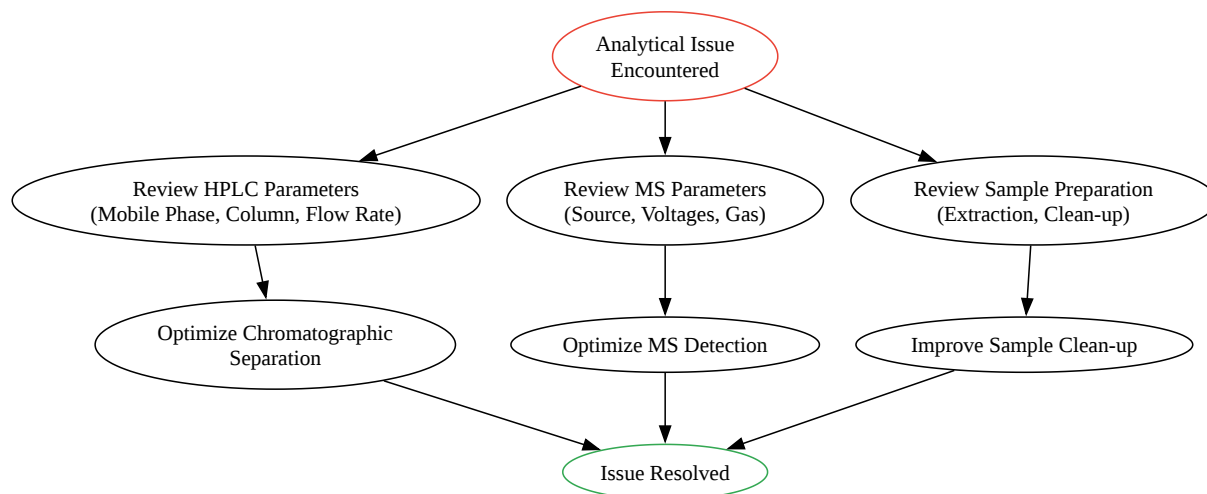 Analytical Issue
Encountered
Review HPLC Parameters
(Mobile Phase, Column, Flow Rate)
Review MS Parameters
(Source, Voltages, Gas)
Review Sample Preparation
(Extraction, Clean-up)
Optimize Chromatographic
Separation
Optimize MS Detection
Improve Sample Clean-up
Issue Resolved